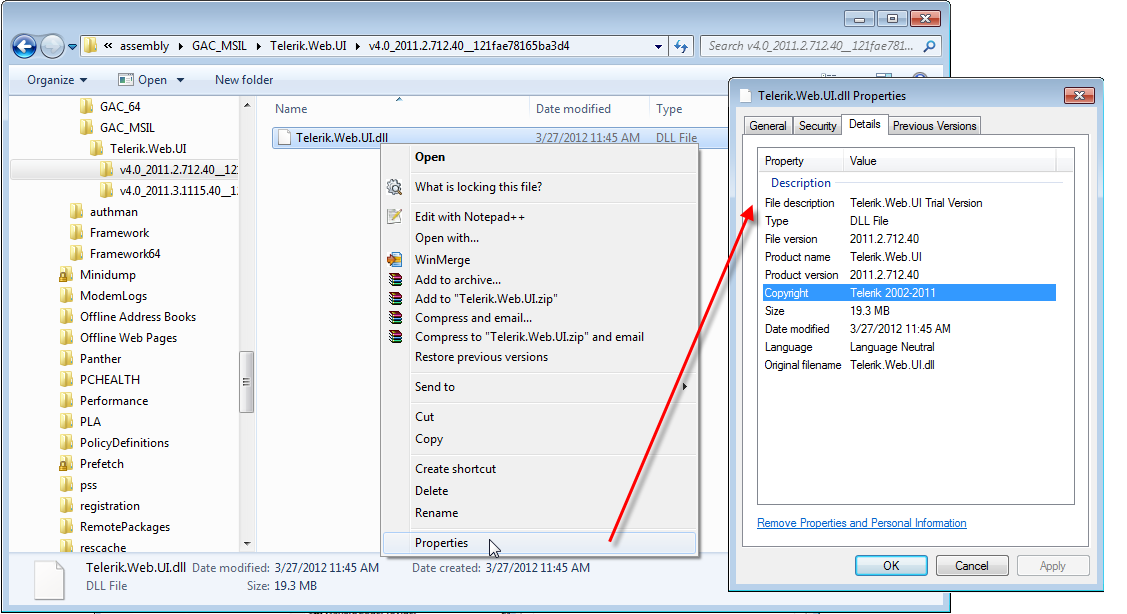 « assembly GAC_MSIL Telerik.Web.UI v4.0_2011.2.712.40__121fae78165ba3d4
Search v4.0_2011.2.712.40__121fae781...
Organize Open New folder
GAC_64
GAC_MSIL
Telerik.Web.UI
v4.0_2011.2.712.40__12
v4.0_2011.3.1115.40__1
authman
Framework
Framework64
Minidump
ModemLogs
Offline Address Books
Offline Web Pages
Panther
PCHEALTH
Performance
PLA
PolicyDefinitions
Prefetch
pss
registration
RemotePackages
rescache
Name Date modified Type
Telerik.Web.UI.dll 3/27/2012 11:45 AM DLL File
Open
What is locking this file?
Edit with Notepad++
Open with...
WinMerge
Add to archive...
Add to "Telerik.Web.UI.zip"
Compress and email...
Compress to "Telerik.Web.UI.zip" and email
Restore previous versions
Send to
Cut
Copy
Create shortcut
Delete
Rename
Properties
Telerik.Web.UI.dll Date modified: 3/27/2012 11:45 AM Date created: 3/27/2012 11:45 AM
DLL File Size: 19.3 MB
Telerik.Web.UI.dll Properties
General Security Details Previous Versions
Property Value
Description
File description Telerik.Web.UI Trial Version
Type DLL File
File version 2011.2.712.40
Product name Telerik.Web.UI
Product version 2011.2.712.40
Copyright Telerik 2002-2011
Size 19.3 MB
Date modified 3/27/2012 11:45 AM
Language Language Neutral
Original filename Telerik.Web.UI.dll
Remove Properties and Personal Information
OK Cancel Apply